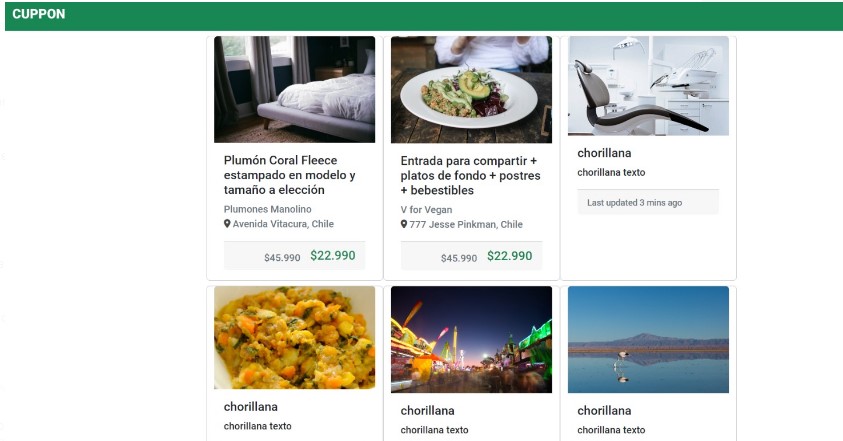 CUPPON
Plumón Coral Fleece
estampado en modelo y
tamaño a elección
Plumones Manolino
Avenida Vitacura, Chile
$45.990 $22.990
Entrada para compartir +
platos de fondo + postres
+ bebestibles
V for Vegan
777 Jesse Pinkman, Chile
$45.990 $22.990
chorillana
chorillana texto
Last updated 3 mins ago
chorillana
chorillana texto
chorillana
chorillana texto
chorillana
chorillana texto